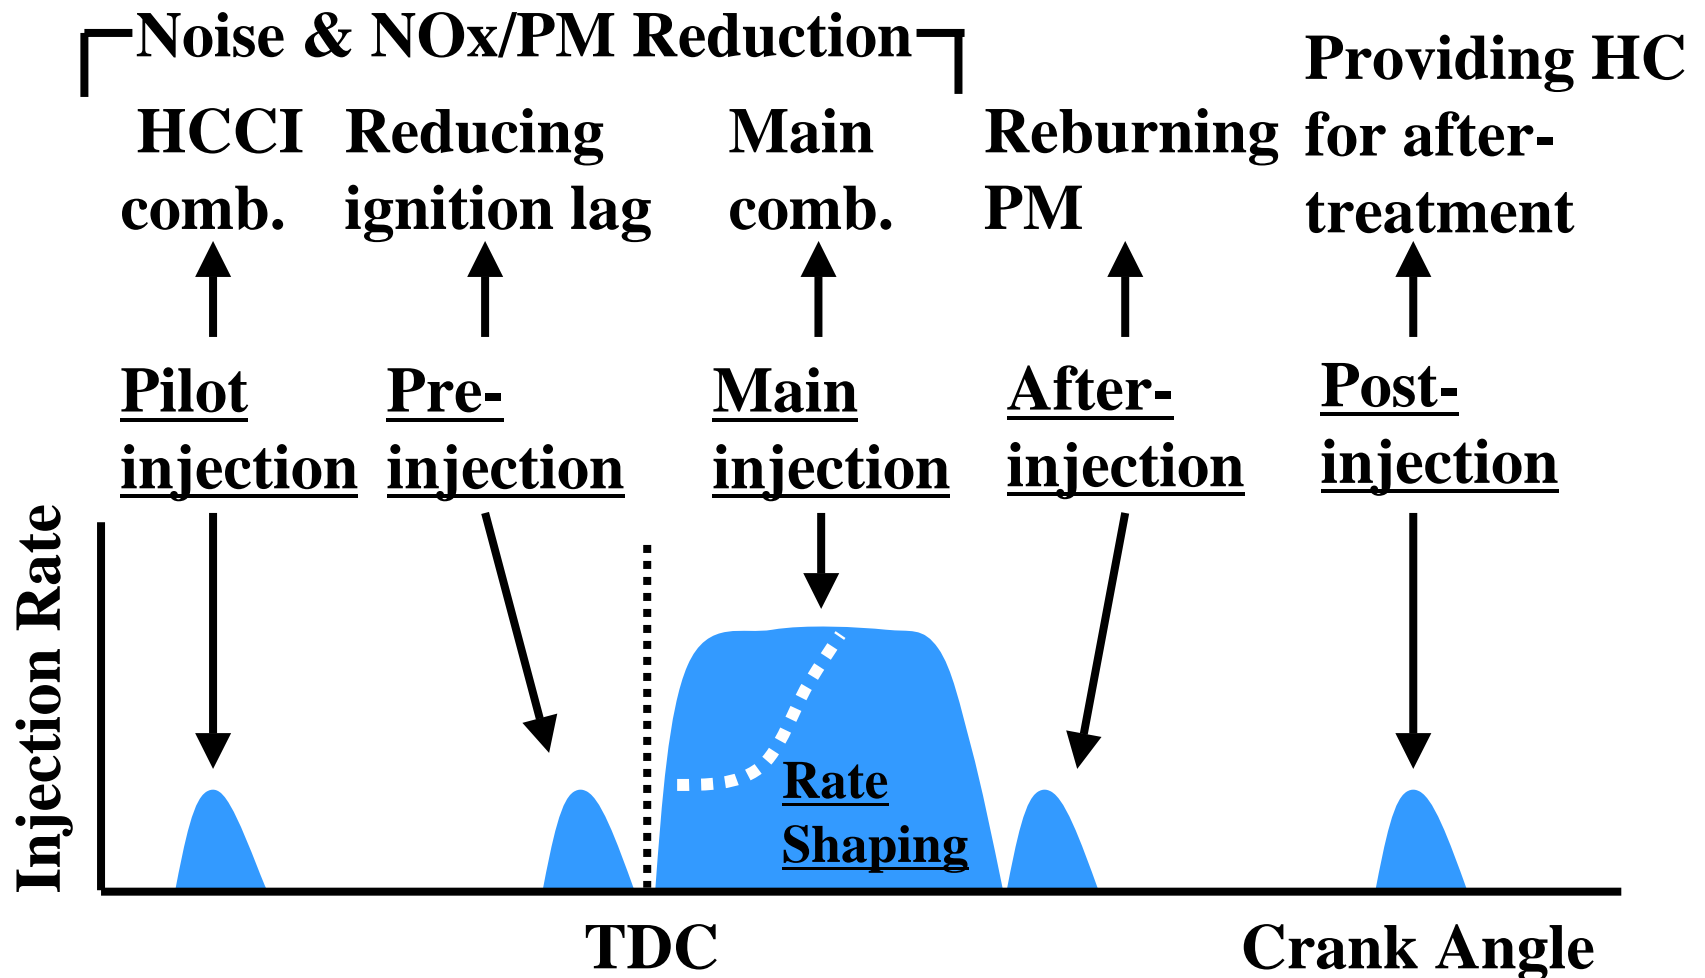 Noise & NOx/PM Reduction
HCCI
comb.
Reducing
ignition lag
Main
comb.
Reburning
PM
Providing HC
for after-
treatment
Pilot
injection
Pre-
injection
Main
injection
After-
injection
Post-
injection
Injection Rate
Rate
Shaping
TDC
Crank Angle